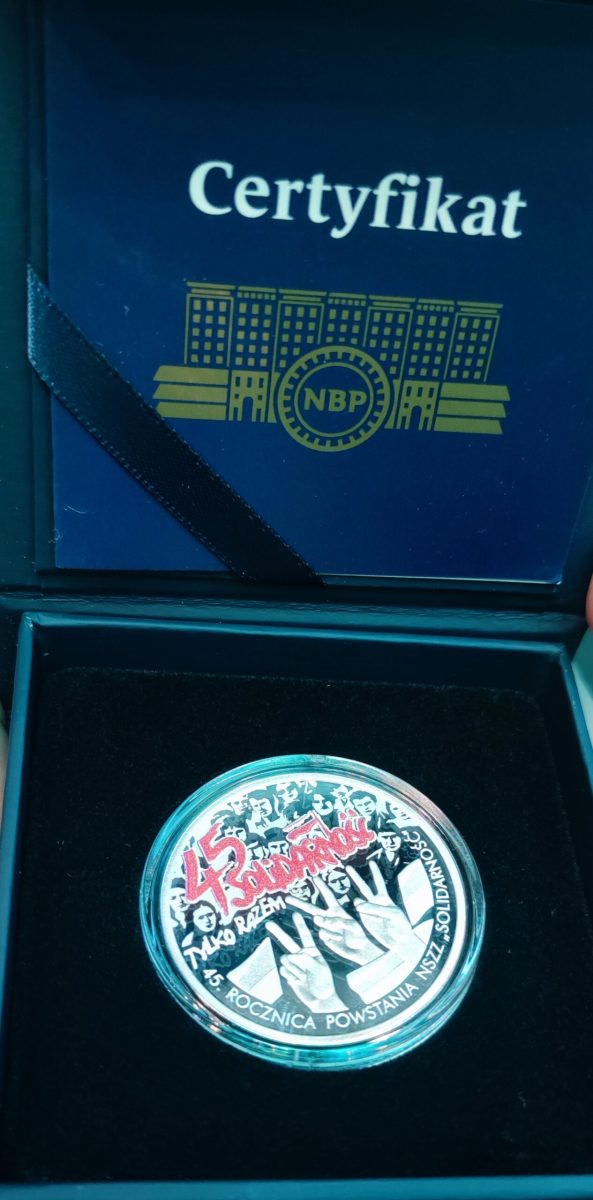 Certyfikat
NBP
45
SOLIDARNOŚĆ
TYLKO RAZEM
45. ROCZNICA POWSTANIA NSZZ „SOLIDARNOŚĆ”